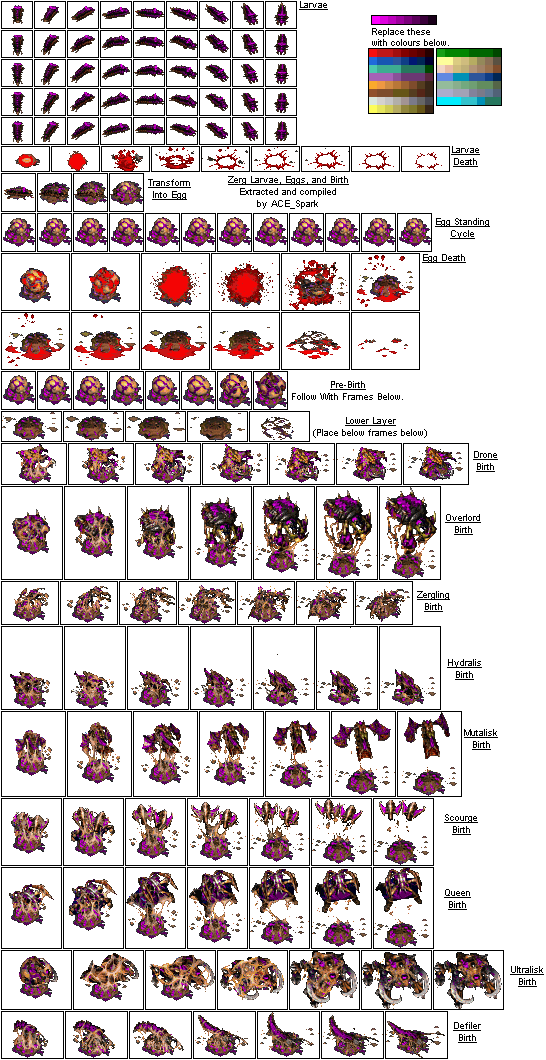 Larvae
Replace these
with colours below.
Larvae
Death
Transform
Into Egg
Zerg Larvae, Eggs, and Birth
Extracted and compiled
by ACE_Spark
Egg Standing
Cycle
Egg Death
Pre-Birth
Follow With Frames Below.
Lower Layer
(Place below frames below)
Drone
Birth
Overlord
Birth
Zergling
Birth
Hydralis
Birth
Mutalisk
Birth
Scourge
Birth
Queen
Birth
Ultralisk
Birth
Defiler
Birth